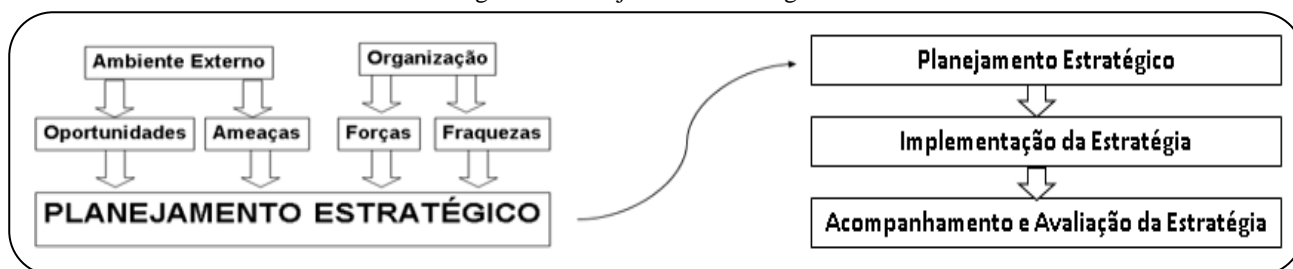 Ambiente Externo
Organização
Oportunidades
Ameaças
Forças
Fraquezas
PLANEJAMENTO ESTRATÉGICO
Planejamento Estratégico
Implementação da Estratégia
Acompanhamento e Avaliação da Estratégia